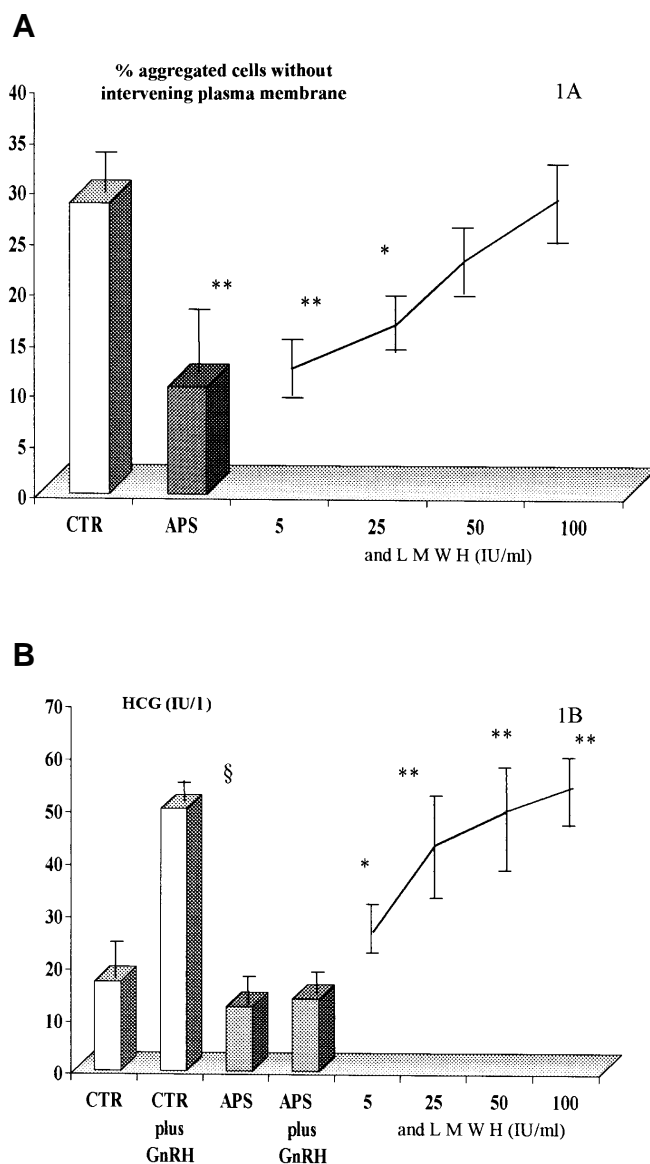 A
% aggregated cells without
intervening plasma membrane
1A
40
35
30
25
20
15
10
5
0
**
**
*
CTR APS 5 25 50 100
and L M W H (IU/ml)
B
HCG (IU/l)
1B
70
60
50
40
30
20
10
0
§
*
**
**
**
CTR CTR APS APS 5 25 50 100
plus plus and L M W H (IU/ml)
GnRH GnRH